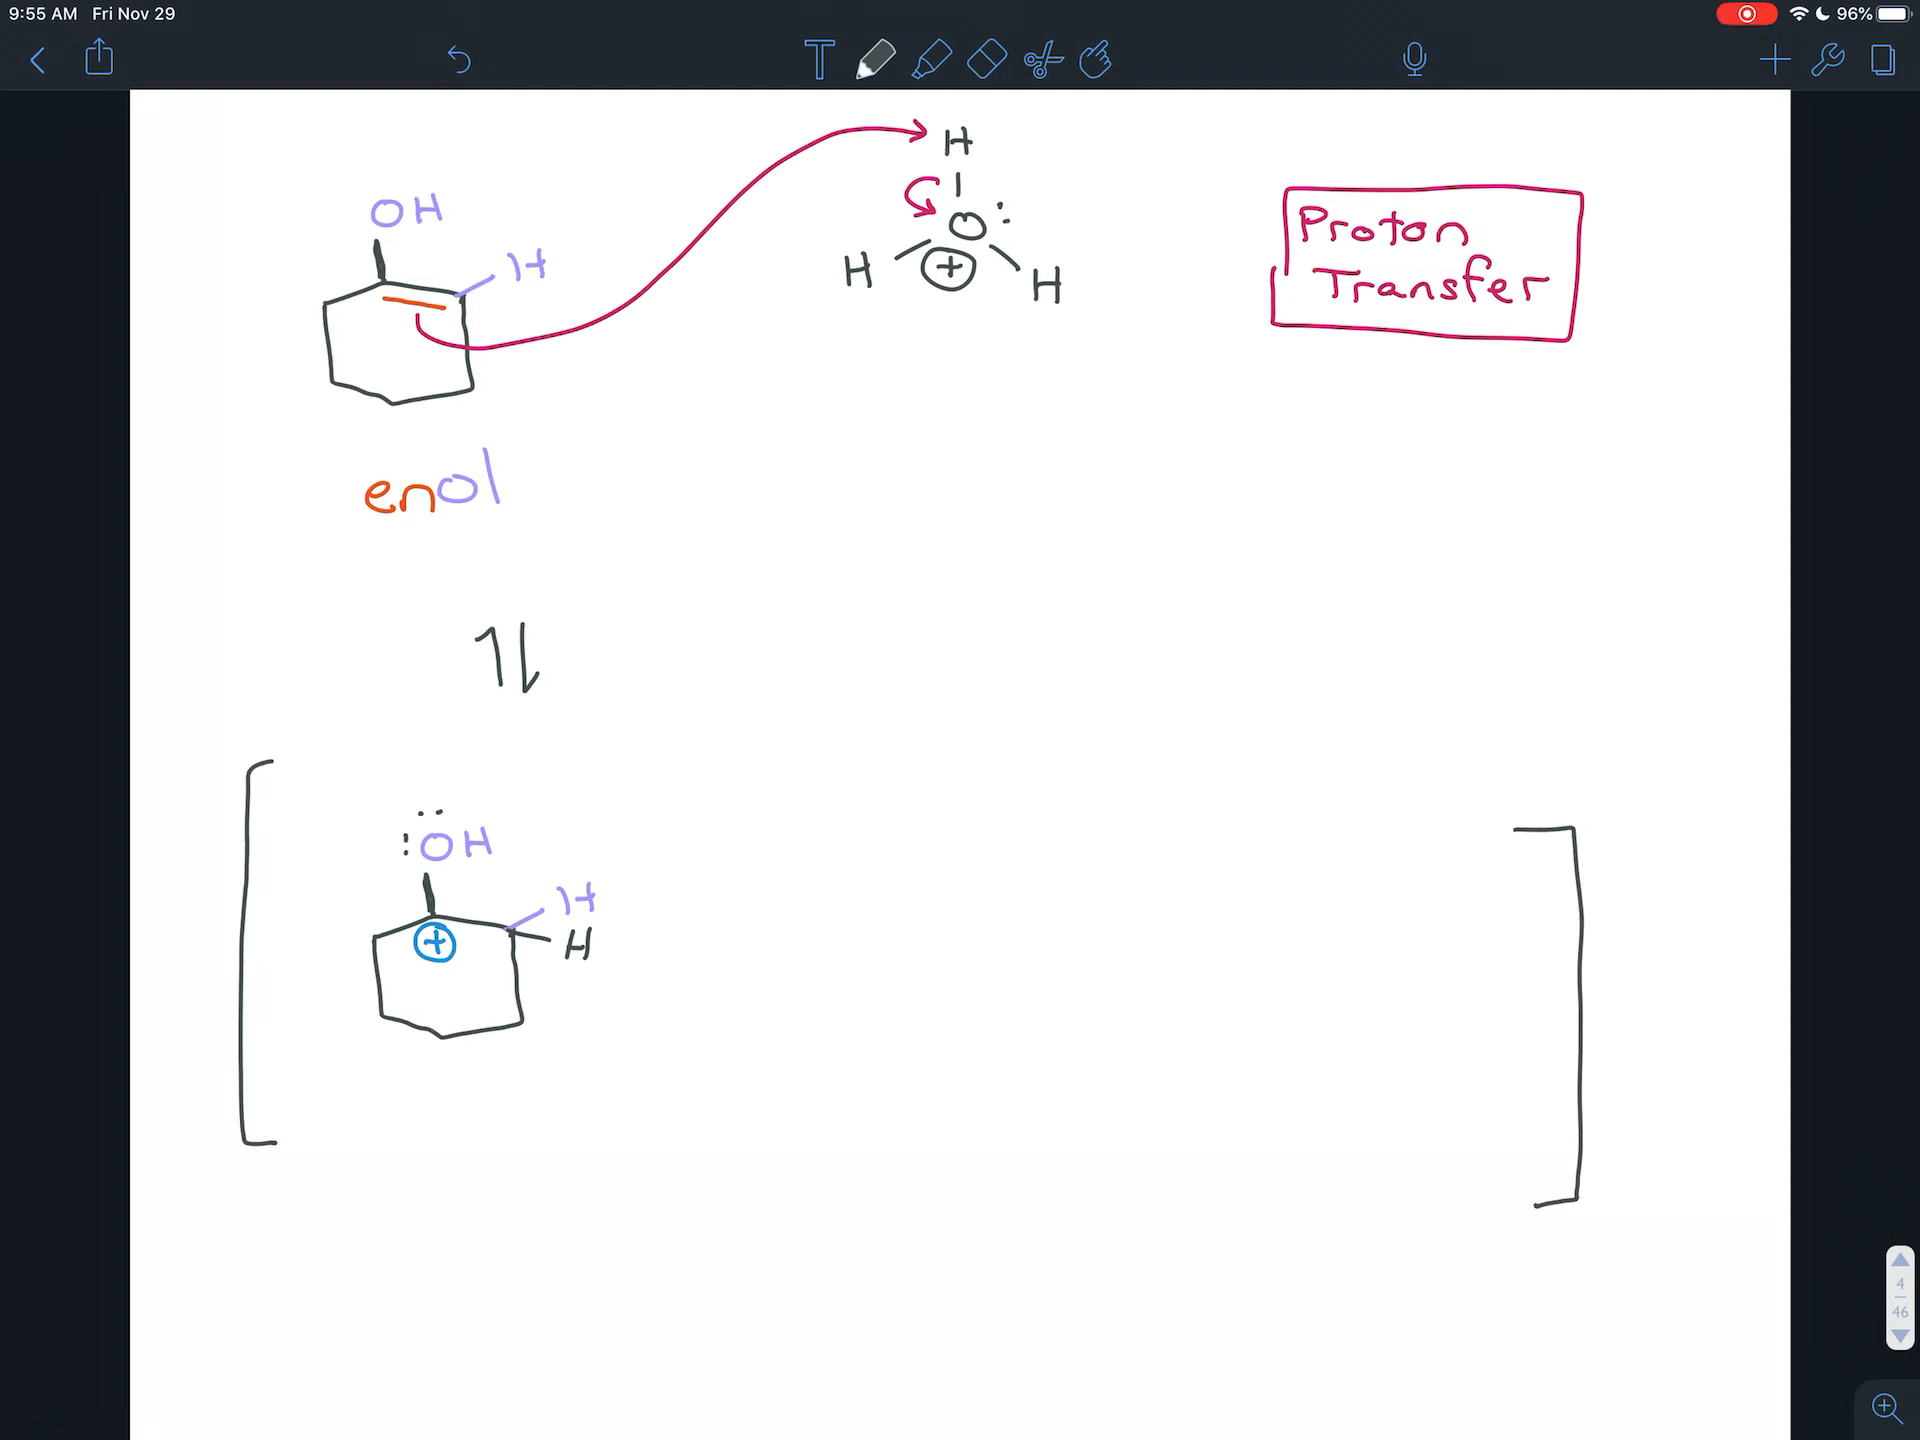 9:55 AM Fri Nov 29
96%
T
H
OH
H
O:
H
+
H
Proton
Transfer
enol
:OH
H
+
H
4
46